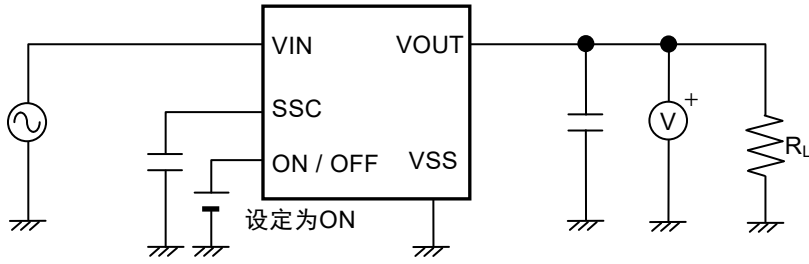 VIN VOUT
SSC
ON / OFF VSS
设定为ON
V +
RL